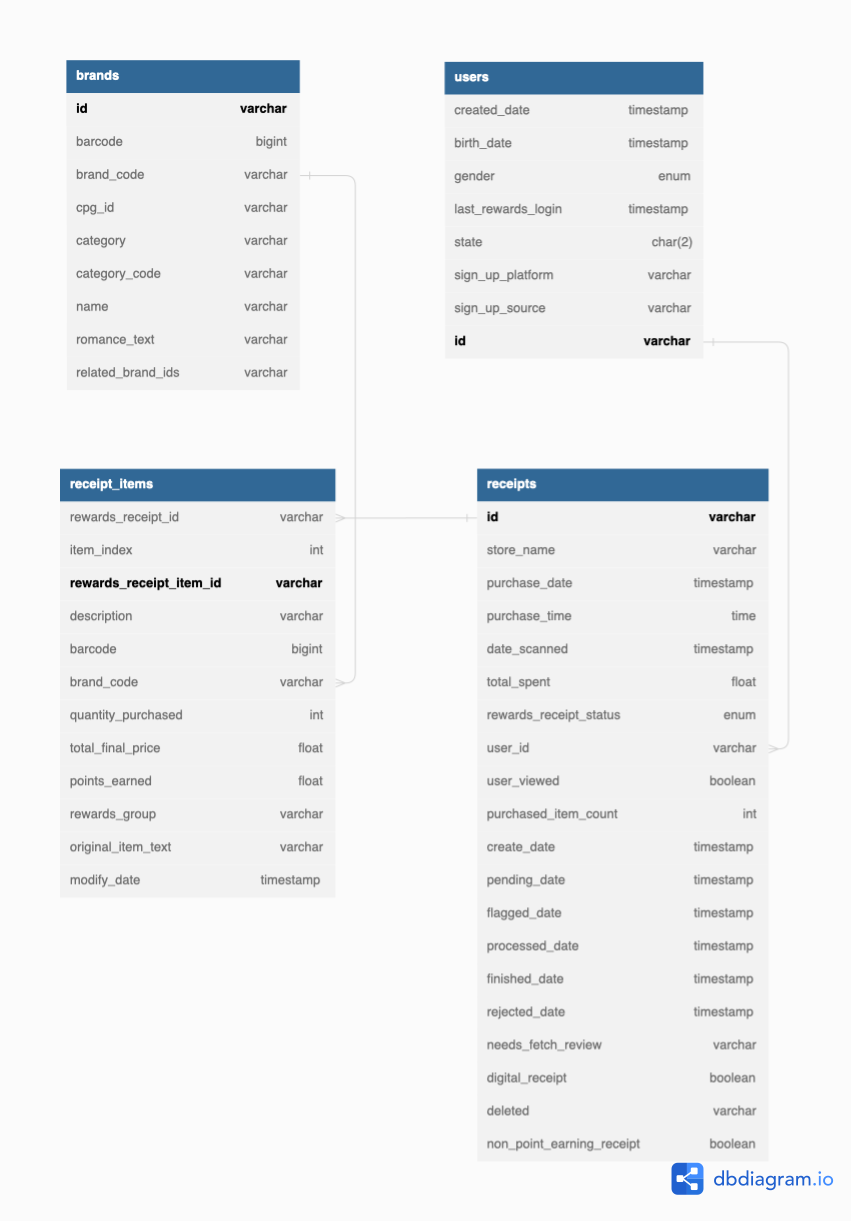 brands
id varchar
barcode bigint
brand_code varchar
cpg_id varchar
category varchar
category_code varchar
name varchar
romance_text varchar
related_brand_ids varchar
users
created_date timestamp
birth_date timestamp
gender enum
last_rewards_login timestamp
state char(2)
sign_up_platform varchar
sign_up_source varchar
id varchar
receipt_items
rewards_receipt_id varchar
item_index int
rewards_receipt_item_id varchar
description varchar
barcode bigint
brand_code varchar
quantity_purchased int
total_final_price float
points_earned float
rewards_group varchar
original_item_text varchar
modify_date timestamp
receipts
id varchar
store_name varchar
purchase_date timestamp
purchase_time time
date_scanned timestamp
total_spent float
rewards_receipt_status enum
user_id varchar
user_viewed boolean
purchased_item_count int
create_date timestamp
pending_date timestamp
flagged_date timestamp
processed_date timestamp
finished_date timestamp
rejected_date timestamp
needs_fetch_review varchar
digital_receipt boolean
deleted varchar
non_point_earning_receipt boolean
dbdiagram.io